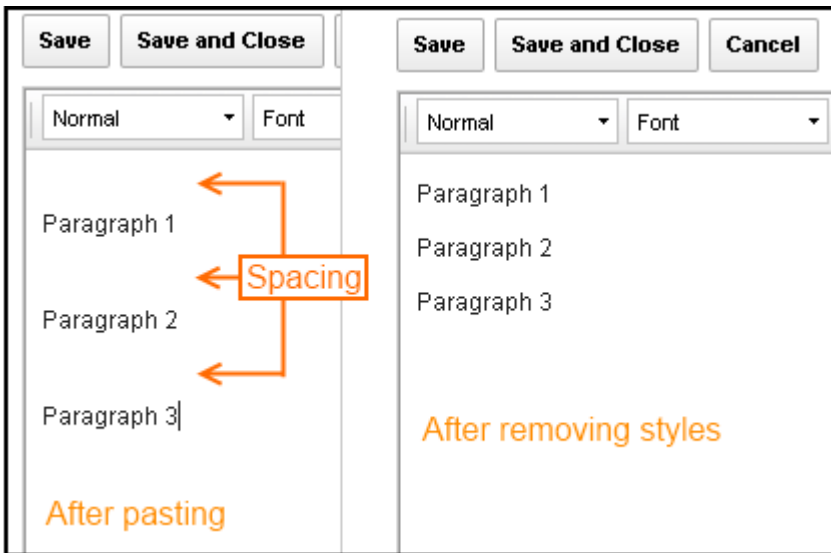 Save Save and Close
Normal Font
Paragraph 1
Spacing
Paragraph 2
Paragraph 3
After pasting
Save Save and Close Cancel
Normal Font
Paragraph 1
Paragraph 2
Paragraph 3
After removing styles